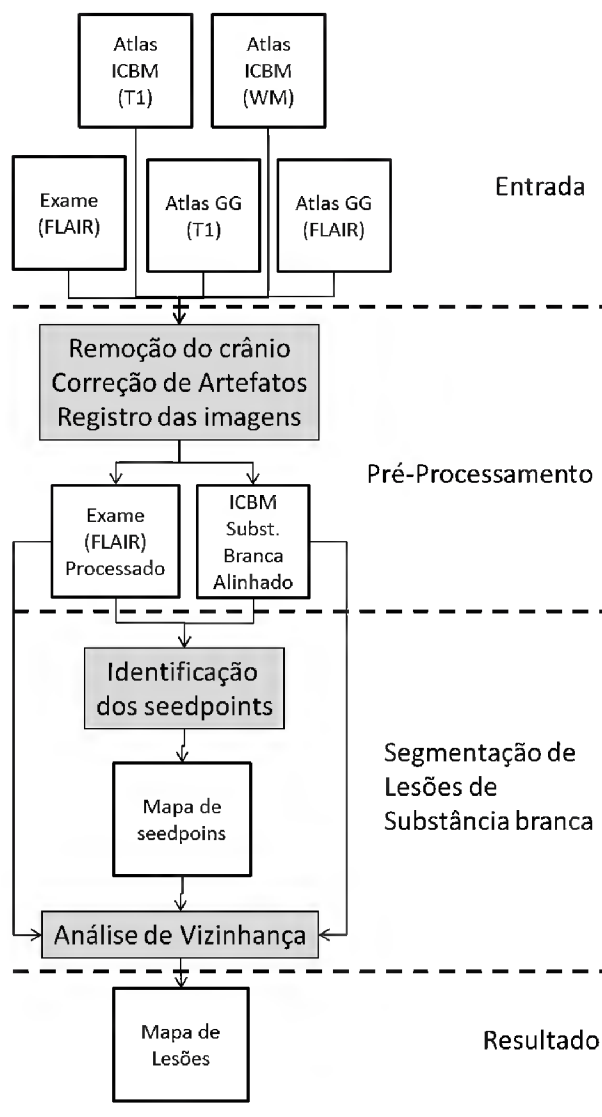 Atlas
ICBM
(T1)
Atlas
ICBM
(WM)
Exame
(FLAIR)
Atlas GG
(T1)
Atlas GG
(FLAIR)
Entrada
Remoção do crânio
Correção de Artefatos
Registro das imagens
Pré-Processamento
Exame
(FLAIR)
Processado
ICBM
Subst.
Branca
Alinhado
Identificação
dos seedpoints
Segmentação de
Lesões de
Substância branca
Mapa de
seedpoins
Análise de Vizinhança
Mapa de
Lesões
Resultado